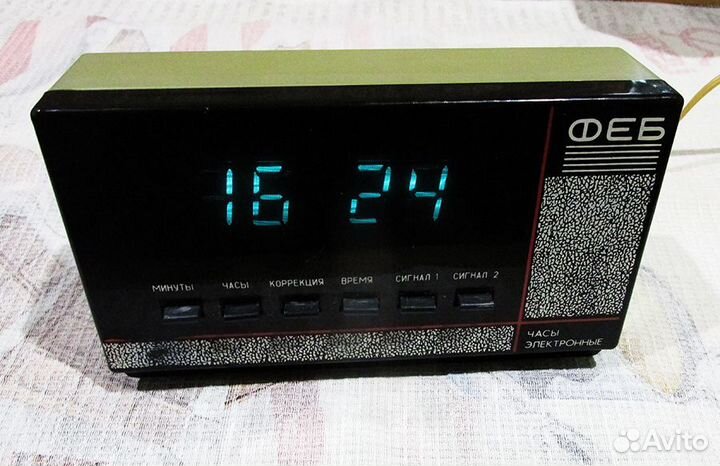 ФЕБ
16 24
МИНУТЫ ЧАСЫ КОРРЕКЦИЯ ВРЕМЯ СИГНАЛ 1 СИГНАЛ 2
ЧАСЫ
ЭЛЕКТРОННЫЕ
Avito